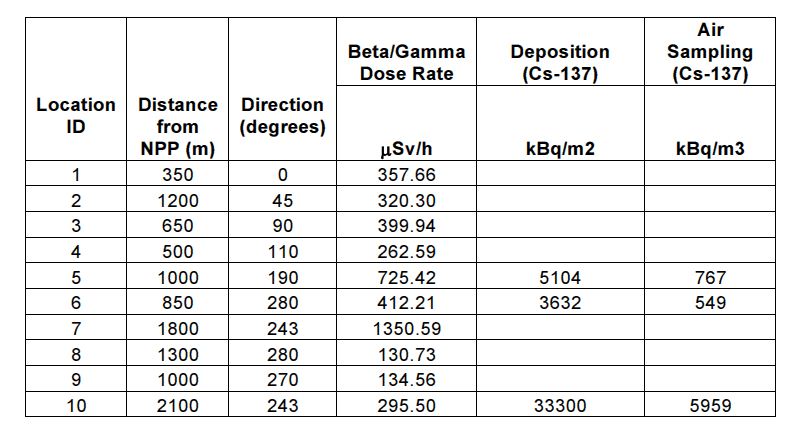 Location ID Distance from NPP (m) Direction (degrees) Beta/Gamma Dose Rate Deposition (Cs-137) Air Sampling (Cs-137)
μSv/h kBq/m2 kBq/m3
1 350 0 357.66
2 1200 45 320.30
3 650 90 399.94
4 500 110 262.59
5 1000 190 725.42 5104 767
6 850 280 412.21 3632 549
7 1800 243 1350.59
8 1300 280 130.73
9 1000 270 134.56
10 2100 243 295.50 33300 5959